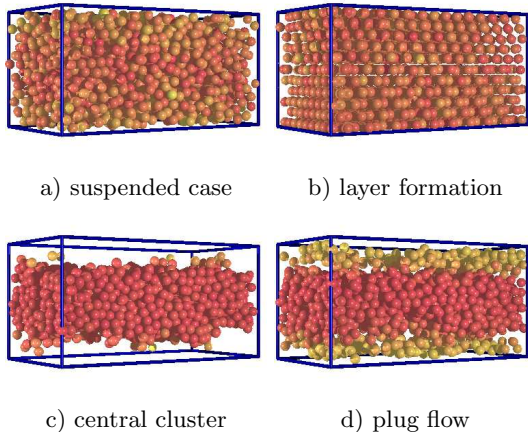 a) suspended case
b) layer formation
c) central cluster
d) plug flow